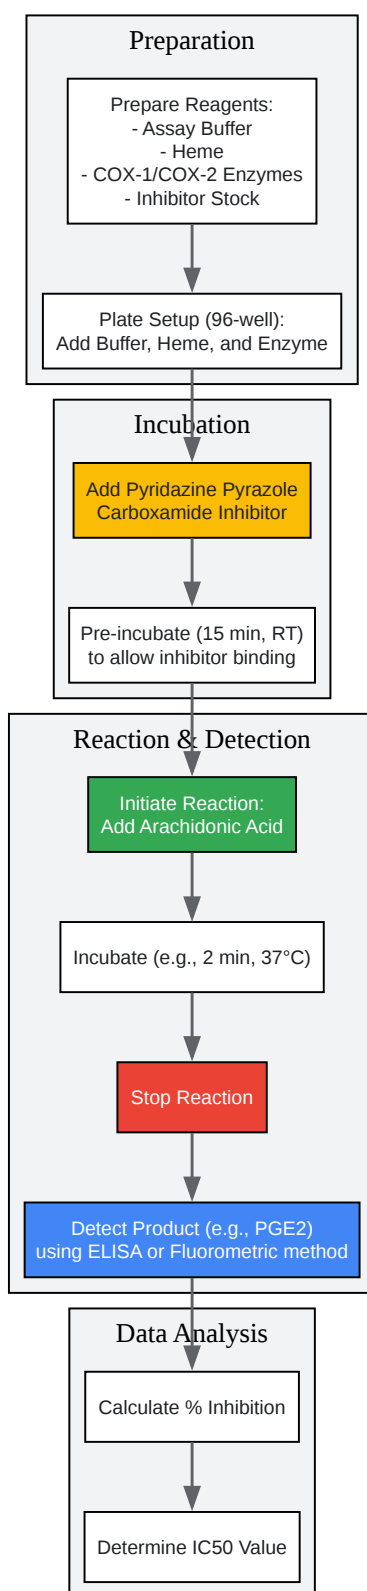 Preparation
Prepare Reagents:
- Assay Buffer
- Heme
- COX-1/COX-2 Enzymes
- Inhibitor Stock
Plate Setup (96-well):
Add Buffer, Heme, and Enzyme
Incubation
Add Pyridazine Pyrazole
Carboxamide Inhibitor
Pre-incubate (15 min, RT)
to allow inhibitor binding
Reaction & Detection
Initiate Reaction:
Add Arachidonic Acid
Incubate (e.g., 2 min, 37°C)
Stop Reaction
Detect Product (e.g., PGE2)
using ELISA or Fluorometric method
Data Analysis
Calculate % Inhibition
Determine IC50 Value